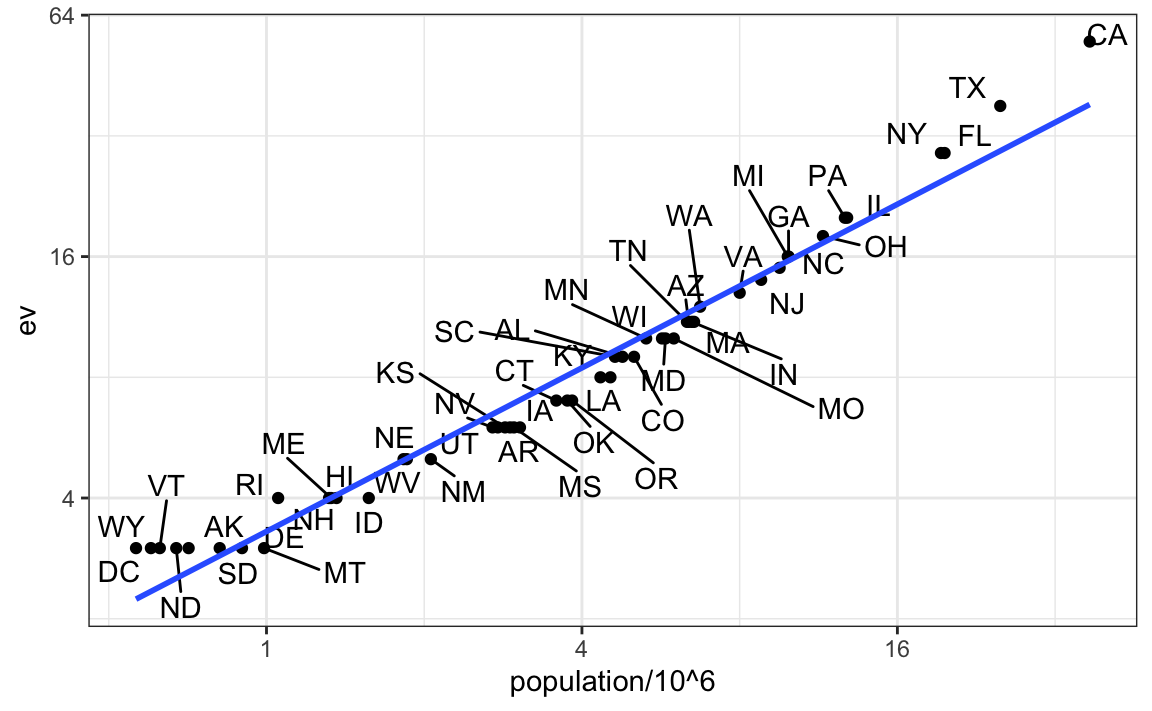 64
CA
TX
NY
FL
MI
PA
IL
WA
GA
OH
TN
VA
NC
16
AZ
MN
NJ
WI
SC
AL
KY
MA
IN
KS
CT
MD
MO
ev
NV
IA
LA
CO
ME
NE
UT
AR
OK
VT
RI
HI
WV
NM
MS
OR
4
WY
AK
NH
ID
DE
DC
SD
MT
ND
1
4
16
population/10^6